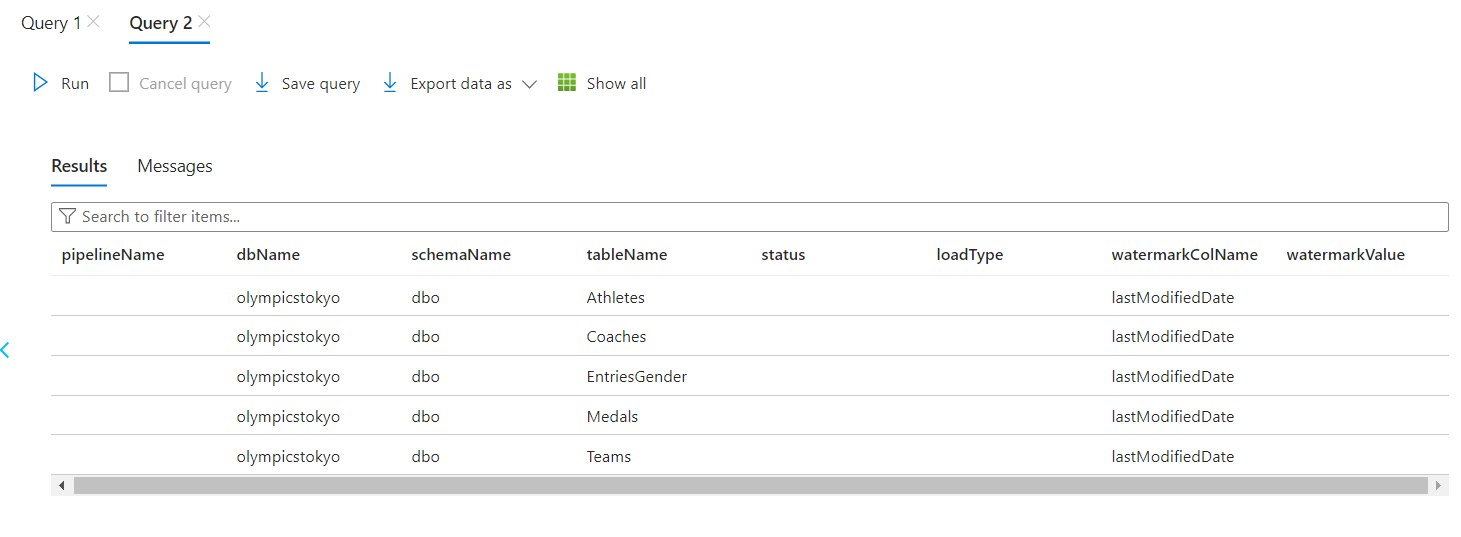 Query 1 Query 2
Run Cancel query Save query Export data as Show all
Results Messages
Search to filter items...
pipelineName dbName schemaName tableName status loadType watermarkColName watermarkValue
olympicstokyo dbo Athletes lastModifiedDate
olympicstokyo dbo Coaches lastModifiedDate
olympicstokyo dbo EntriesGender lastModifiedDate
olympicstokyo dbo Medals lastModifiedDate
olympicstokyo dbo Teams lastModifiedDate